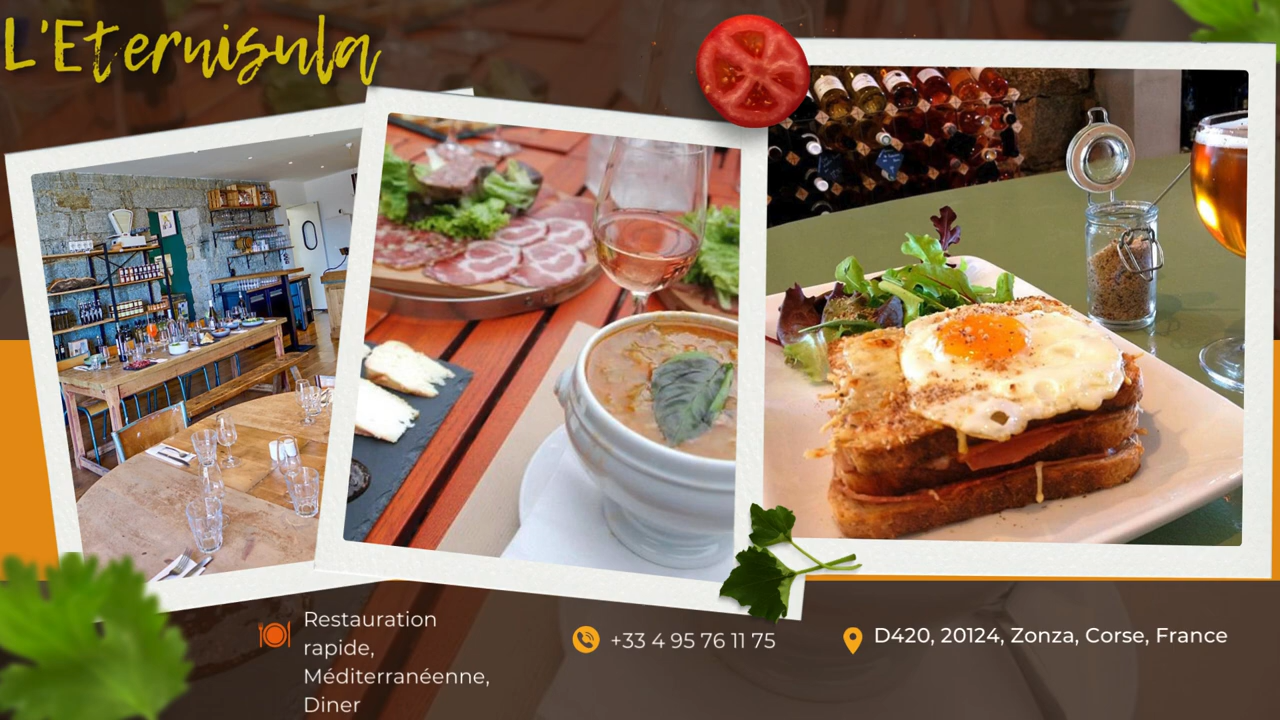 L'Eternisula
Restauration
rapide,
Méditerranéenne,
Diner
+33 4 95 76 11 75
D420, 20124, Zonza, Corse, France